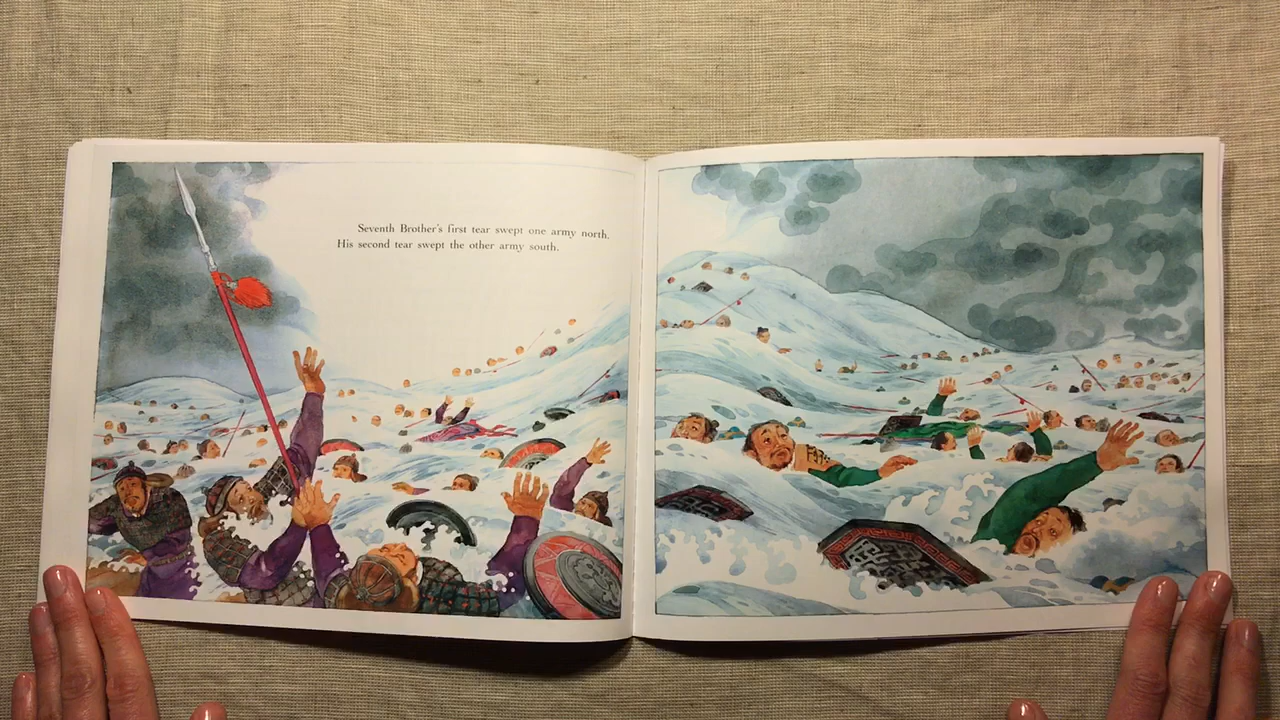 Seventh Brother's first tear swept one army north.
His second tear swept the other army south.